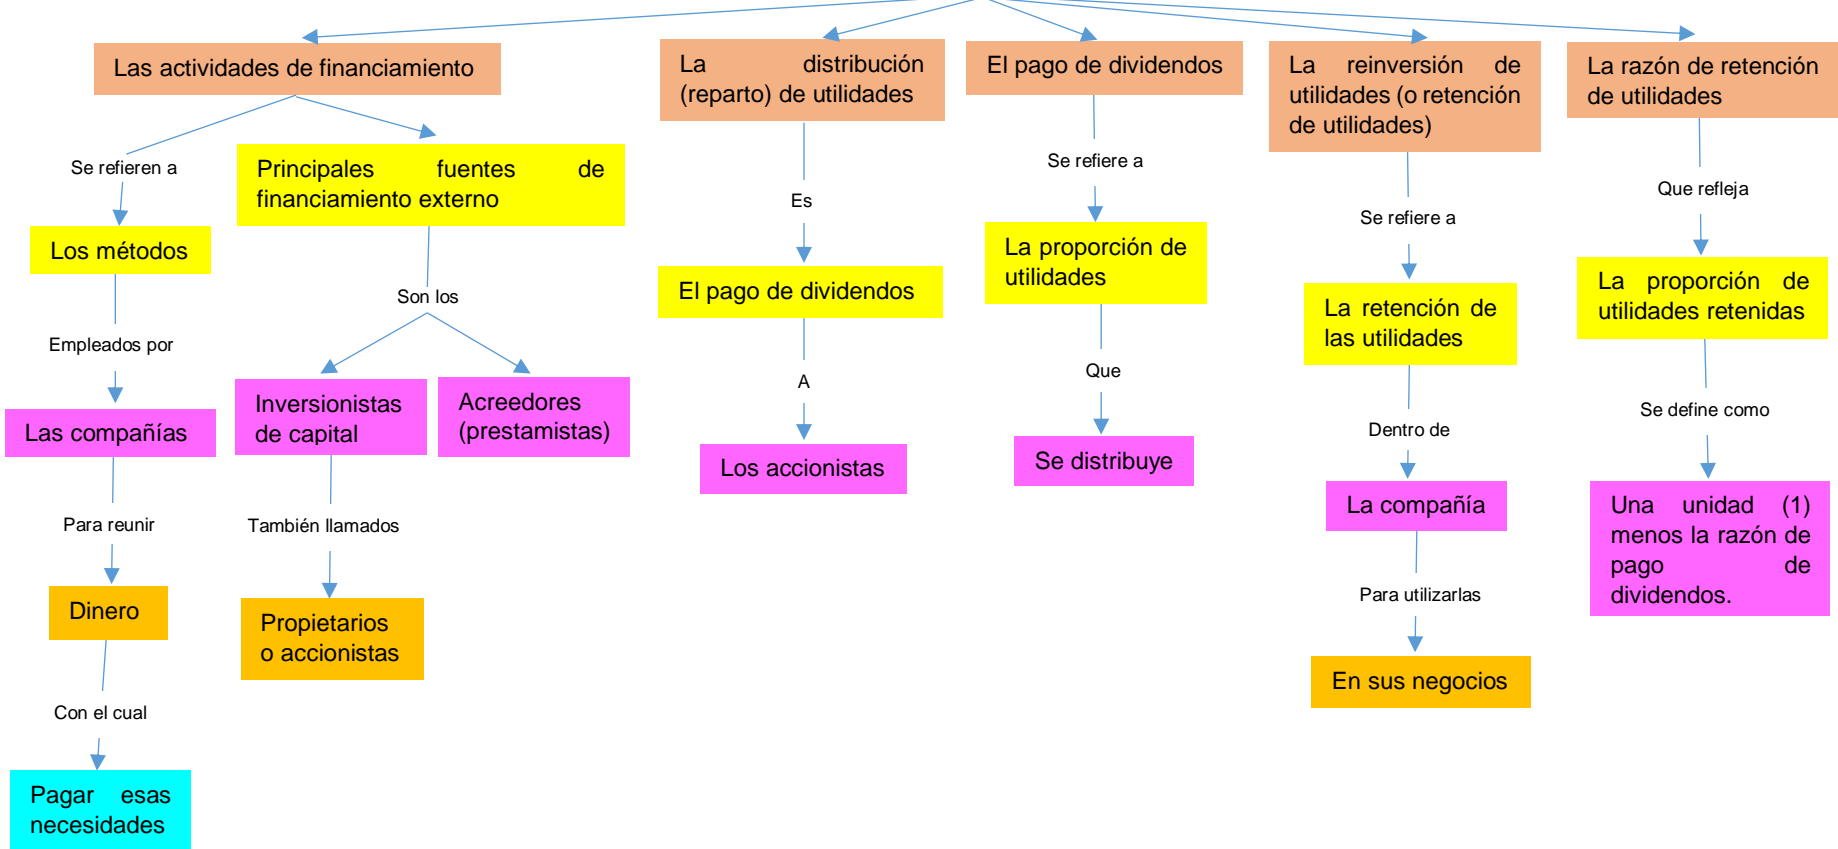 Las actividades de financiamiento
Se refieren a
Los métodos
Empleados por
Las compañías
Para reunir
Dinero
Con el cual
Pagar esas
necesidades
Principales fuentes de
financiamiento externo
Son los
Inversionistas
de capital
También llamados
Propietarios
o accionistas
Acreedores
(prestamistas)
La distribución
(reparto) de utilidades
Es
El pago de dividendos
A
Los accionistas
El pago de dividendos
Se refiere a
La proporción de
utilidades
Que
Se distribuye
La reinversión de
utilidades (o retención
de utilidades)
Se refiere a
La retención de
las utilidades
Dentro de
La compañía
Para utilizarlas
En sus negocios
La razón de retención
de utilidades
Que refleja
La proporción de
utilidades retenidas
Se define como
Una unidad (1)
menos la razón de
pago de
dividendos.